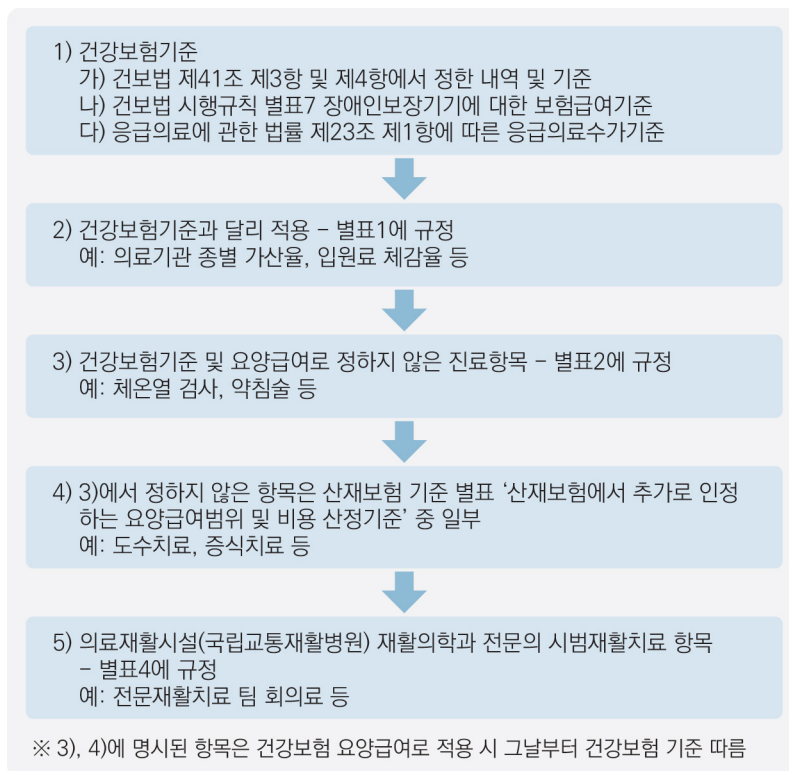 1) 건강보험기준
가) 건보법 제41조 제3항 및 제4항에서 정한 내역 및 기준
나) 건보법 시행규칙 별표7 장애인보장기기에 대한 보험급여기준
다) 응급의료에 관한 법률 제23조 제1항에 따른 응급의료수가기준
2) 건강보험기준과 달리 적용 – 별표1에 규정
예: 의료기관 종별 가산율, 입원료 체감율 등
3) 건강보험기준 및 요양급여로 정하지 않은 진료항목 – 별표2에 규정
예: 체온열 검사, 약침술 등
4) 3)에서 정하지 않은 항목은 산재보험 기준 별표 ‘산재보험에서 추가로 인정
하는 요양급여범위 및 비용 산정기준’ 중 일부
예: 도수치료, 증식치료 등
5) 의료재활시설(국립교통재활병원) 재활의학과 전문의 시범재활치료 항목
– 별표4에 규정
예: 전문재활치료 팀 회의료 등
※ 3), 4)에 명시된 항목은 건강보험 요양급여로 적용 시 그날부터 건강보험 기준 따름